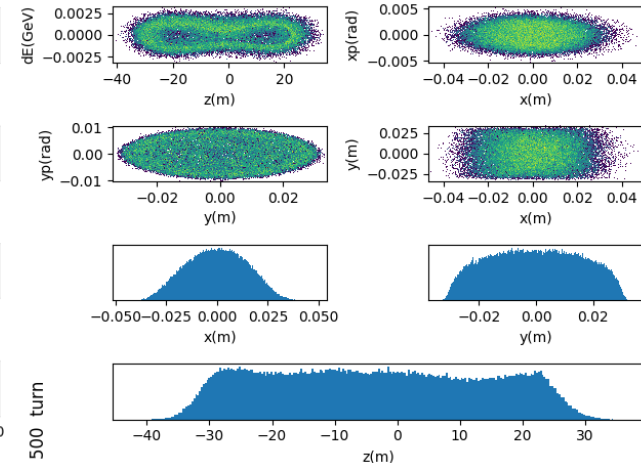 dE(GeV)
0.0025
0.0000
−0.0025
−40 −20 0 20
z(m)
xp(rad)
0.005
0.000
−0.005
−0.04 −0.02 0.00 0.02 0.04
x(m)
yp(rad)
0.01
0.00
−0.01
−0.02 0.00 0.02
y(m)
y(m)
0.025
0.000
−0.025
−0.04 −0.02 0.00 0.02 0.04
x(m)
−0.050 −0.025 0.000 0.025 0.050
x(m)
−0.02 0.00 0.02
y(m)
500 turn
0
−40 −30 −20 −10 0 10 20 30
z(m)